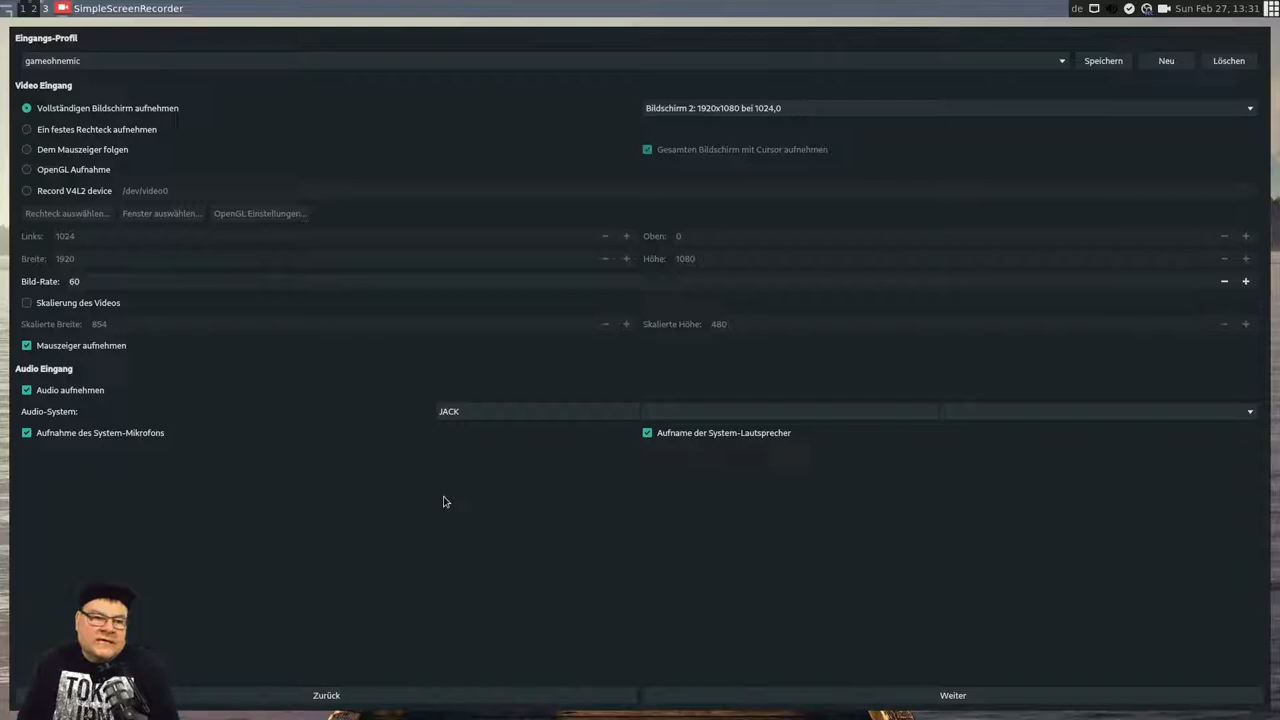 1 2 3 SimpleScreenRecorder de Sun Feb 27, 13:31
Eingangs-Profil
gameohnemic Speichern Neu Löschen
Video Eingang
Vollständigen Bildschirm aufnehmen Bildschirm 2: 1920x1080 bei 1024,0
Ein festes Rechteck aufnehmen
Dem Mauszeiger folgen Gesamten Bildschirm mit Cursor aufnehmen
OpenGL Aufnahme
Record V4L2 device /dev/video0
Rechteck auswählen... Fenster auswählen... OpenGL Einstellungen...
Links: 1024 Oben: 0
Breite: 1920 Höhe: 1080
Bild-Rate: 60
Skalierung des Videos
Skalierte Breite: 854 Skalierte Höhe: 480
Mauszeiger aufnehmen
Audio Eingang
Audio aufnehmen
Audio-System: JACK
Aufnahme des System-Mikrofons Aufname der System-Lautsprecher
Zurück Weiter